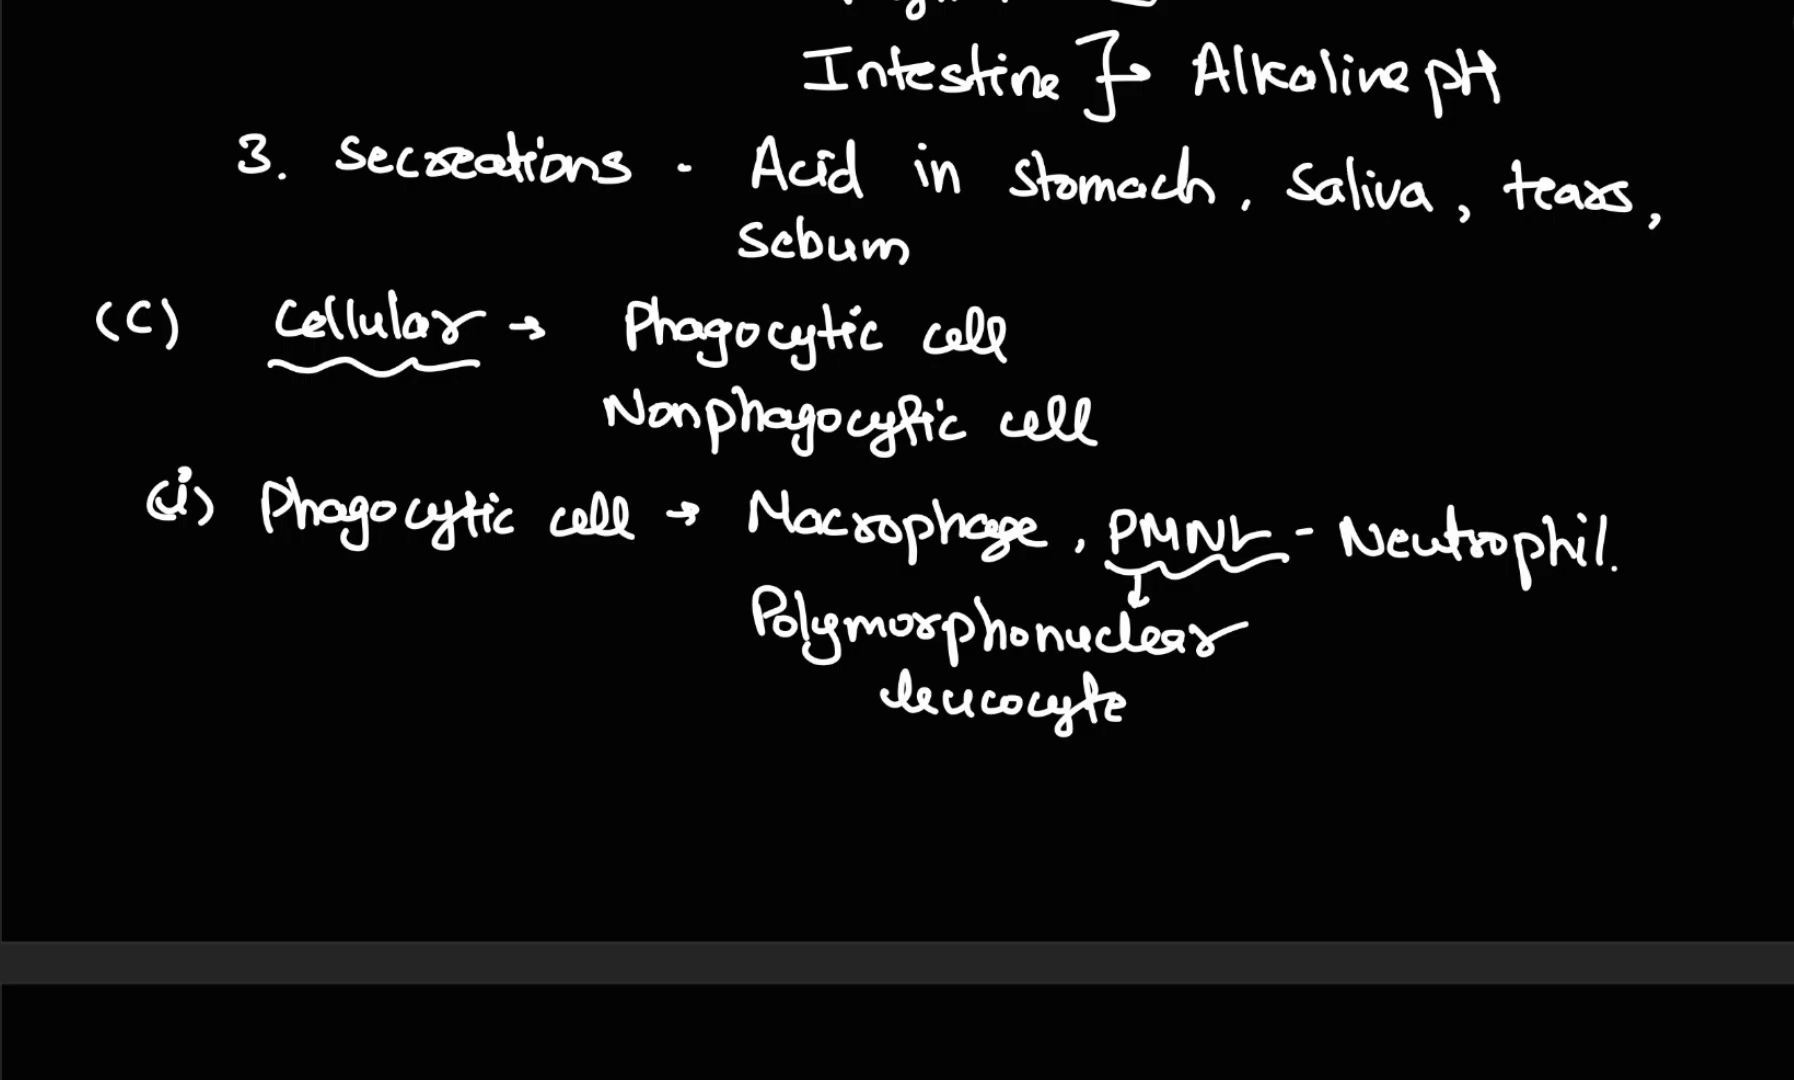 Intestine } → Alkaline pH
3. Secreations - Acid in Stomach, Saliva, tears,
Sebum
(C) Cellular → Phagocytic cell
Nonphagocytic cell
(i) Phagocytic cell → Macrophage, PMNL - Neutrophil.
Polymorphonuclear
leucocyte